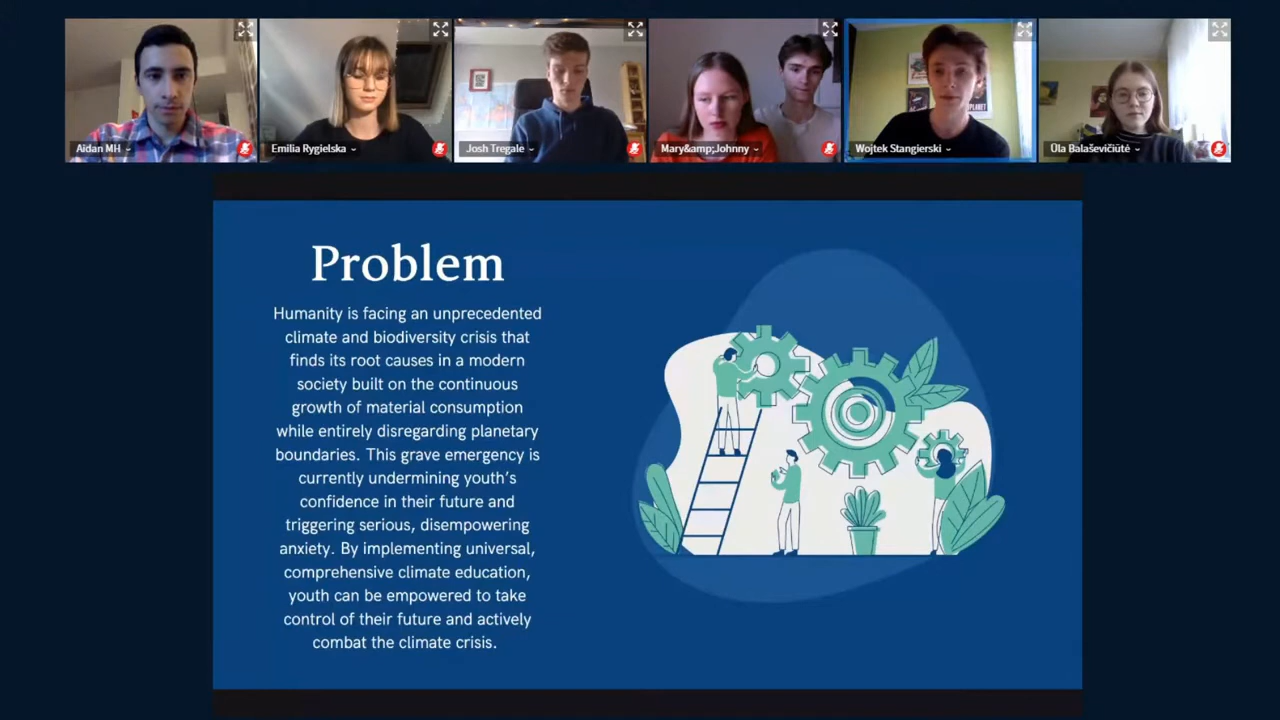 Aidan MH
Emilia Rygielska
Josh Tregale
Mary&amp;Johnny
Wojtek Stangierski
Ūla Balaševičiūtė
PLANET
Problem
Humanity is facing an unprecedented
climate and biodiversity crisis that
finds its root causes in a modern
society built on the continuous
growth of material consumption
while entirely disregarding planetary
boundaries. This grave emergency is
currently undermining youth's
confidence in their future and
triggering serious, disempowering
anxiety. By implementing universal,
comprehensive climate education,
youth can be empowered to take
control of their future and actively
combat the climate crisis.